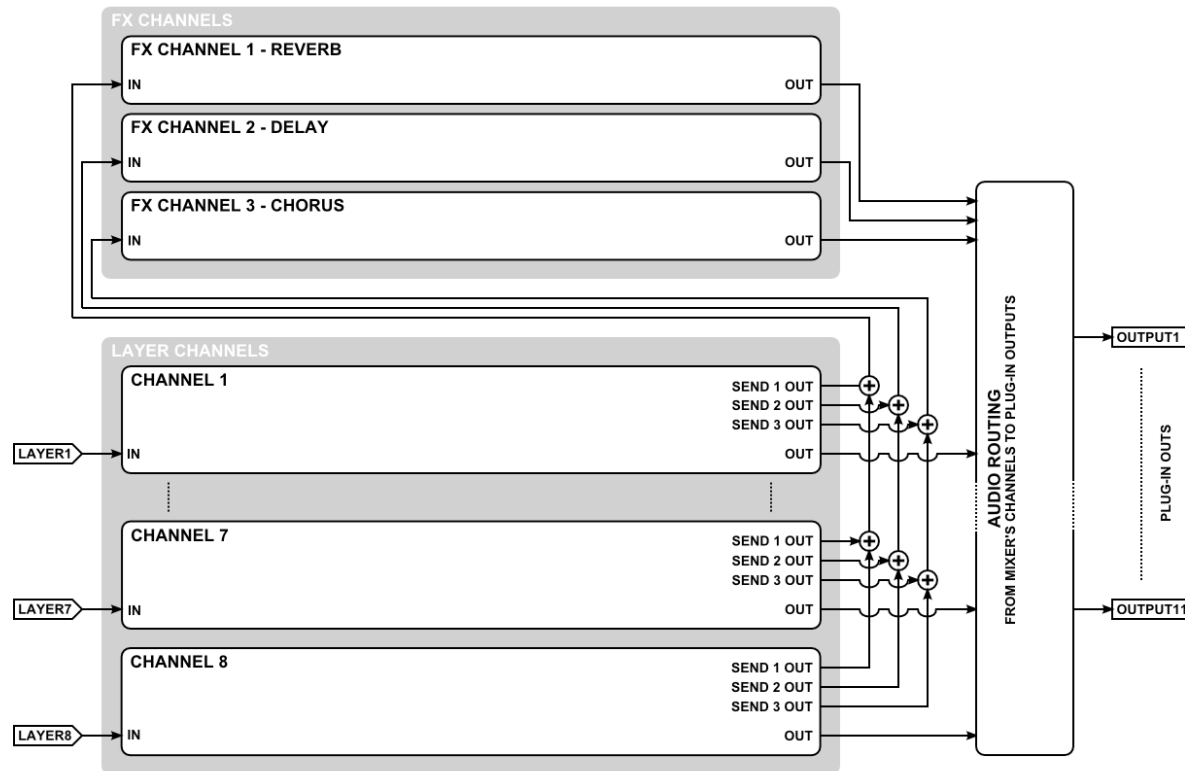 FX CHANNELS
FX CHANNEL 1 - REVERB
IN
OUT
FX CHANNEL 2 - DELAY
IN
OUT
FX CHANNEL 3 - CHORUS
IN
OUT
LAYER CHANNELS
CHANNEL 1
SEND 1 OUT
SEND 2 OUT
SEND 3 OUT
LAYER1
IN
OUT
CHANNEL 7
SEND 1 OUT
SEND 2 OUT
SEND 3 OUT
LAYER7
IN
OUT
CHANNEL 8
SEND 1 OUT
SEND 2 OUT
SEND 3 OUT
LAYER8
IN
OUT
AUDIO ROUTING
FROM MIXER'S CHANNELS TO PLUG-IN OUTPUTS
OUTPUT1
PLUG-IN OUTS
OUTPUT11